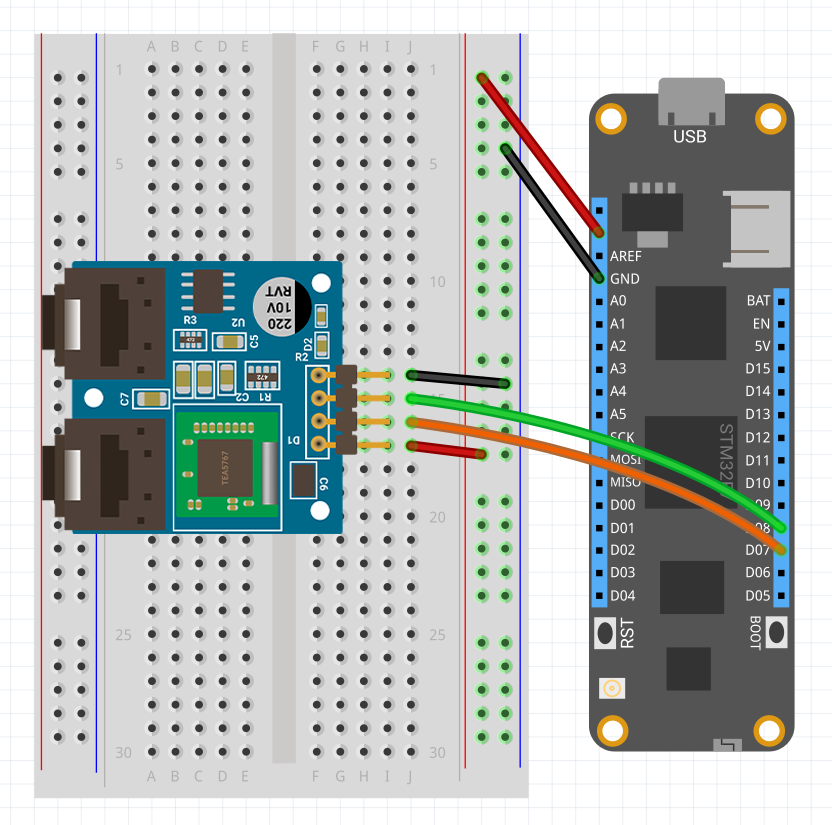 A B C D E F G H I J
1 1
5 5
10
15
20
25 25
30 30
A B C D E F G H I J
R3
U2
C5
220
10V
RVT
D2
R2
472
472
C7
C2
R1
D1
TEA5767
C6
USB
AREF
GND
A0
A1
A2
A3
A4
A5
SCK
MOSI
MISO
D00
D01
D02
D03
D04
BAT
EN
5V
D15
D14
D13
D12
D11
D10
D09
D08
D07
D06
D05
STM32F
RST
BOOT